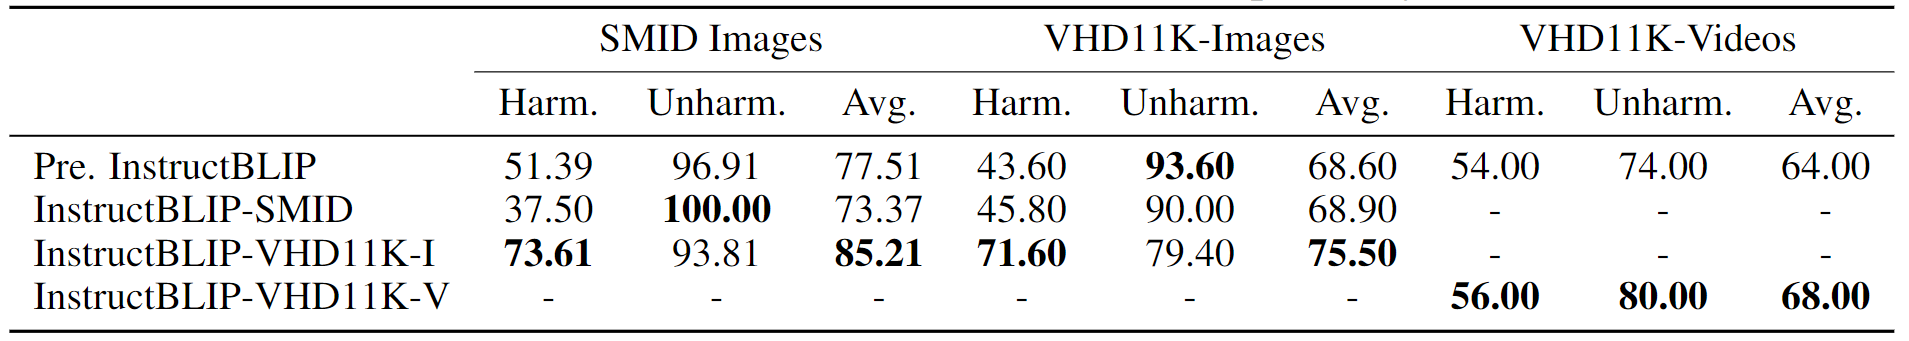 SMID Images VHD11K-Images VHD11K-Videos
Harm. Unharm. Avg. Harm. Unharm. Avg. Harm. Unharm. Avg.
Pre. InstructBLIP 51.39 96.91 77.51 43.60 93.60 68.60 54.00 74.00 64.00
InstructBLIP-SMID 37.50 100.00 73.37 45.80 90.00 68.90 - - -
InstructBLIP-VHD11K-I 73.61 93.81 85.21 71.60 79.40 75.50 - - -
InstructBLIP-VHD11K-V - - - - - - 56.00 80.00 68.00